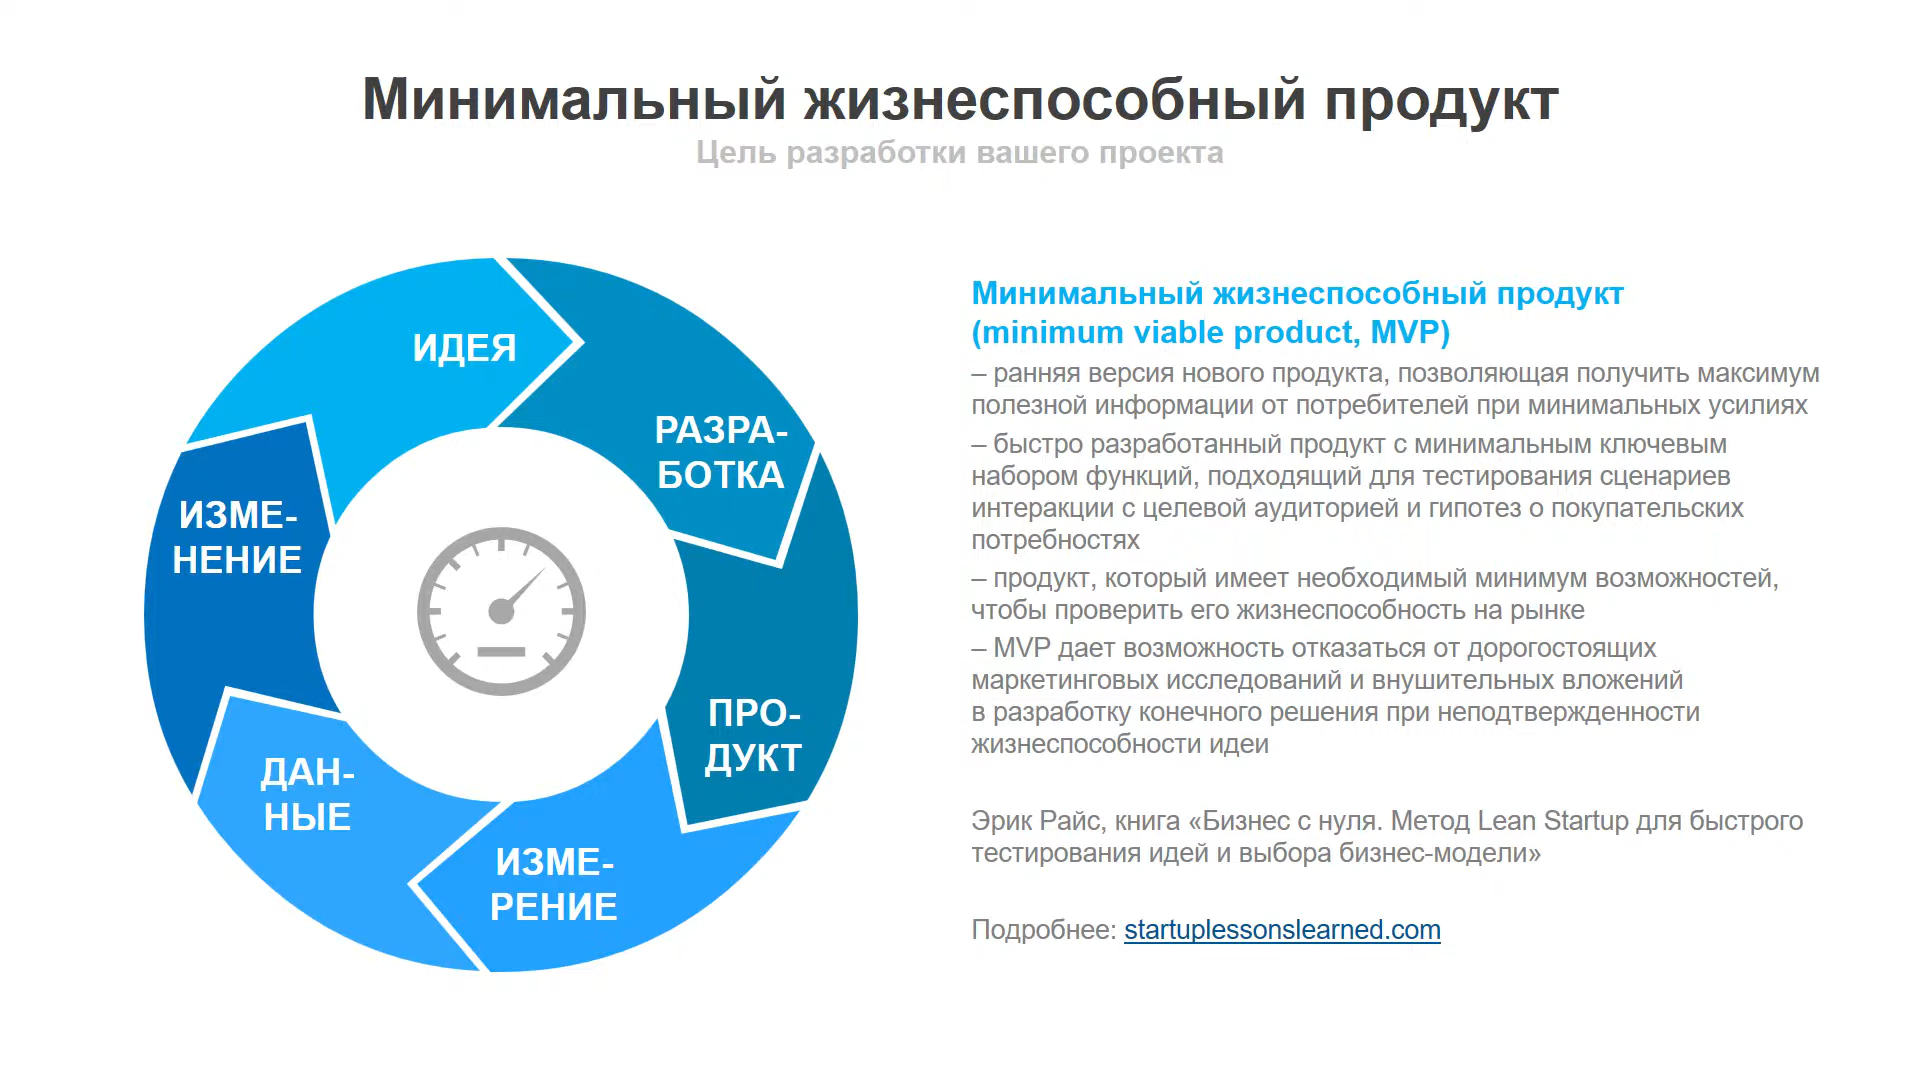 Минимальный жизнеспособный продукт
Цель разработки вашего проекта
ИДЕЯ
РАЗРА-
БОТКА
ПРО-
ДУКТ
ИЗМЕ-
РЕНИЕ
ДАН-
НЫЕ
ИЗМЕ-
НЕНИЕ
Минимальный жизнеспособный продукт
(minimum viable product, MVP)
– ранняя версия нового продукта, позволяющая получить максимум
полезной информации от потребителей при минимальных усилиях
– быстро разработанный продукт с минимальным ключевым
набором функций, подходящий для тестирования сценариев
интеракции с целевой аудиторией и гипотез о покупательских
потребностях
– продукт, который имеет необходимый минимум возможностей,
чтобы проверить его жизнеспособность на рынке
– MVP дает возможность отказаться от дорогостоящих
маркетинговых исследований и внушительных вложений
в разработку конечного решения при неподтвержденности
жизнеспособности идеи
Эрик Райс, книга «Бизнес с нуля. Метод Lean Startup для быстрого
тестирования идей и выбора бизнес-модели»
Подробнее: startuplessonslearned.com